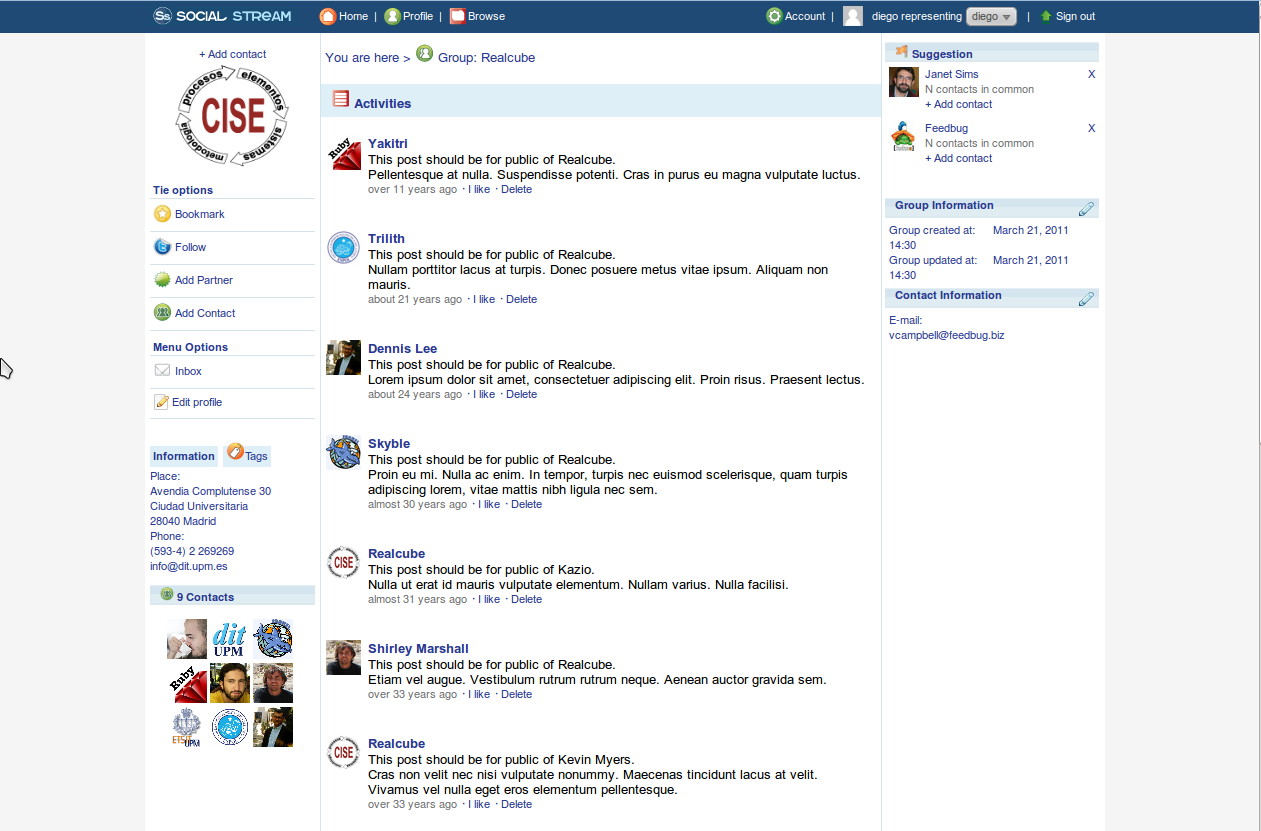 Ss SOCIAL STREAM
Home | Profile | Browse
Account | diego representing diego | Sign out
+ Add contact
procesos elementos
CISE
metodologia sistemas
Tie options
Bookmark
Follow
Add Partner
Add Contact
Menu Options
Inbox
Edit profile
Information Tags
Place:
Avendia Complutense 30
Ciudad Universitaria
28040 Madrid
Phone:
(593-4) 2 269269
info@dit.upm.es
9 Contacts
dit
UPM
Ruby
ETSIT
UPM
You are here > Group: Realcube
Activities
Ruby
Yakitri
This post should be for public of Realcube.
Pellentesque at nulla. Suspendisse potenti. Cras in purus eu magna vulputate luctus.
over 11 years ago · I like · Delete
Trilith
This post should be for public of Realcube.
Nullam porttitor lacus at turpis. Donec posuere metus vitae ipsum. Aliquam non
mauris.
about 21 years ago · I like · Delete
Dennis Lee
This post should be for public of Realcube.
Lorem ipsum dolor sit amet, consectetuer adipiscing elit. Proin risus. Praesent lectus.
about 24 years ago · I like · Delete
Skyble
This post should be for public of Realcube.
Proin eu mi. Nulla ac enim. In tempor, turpis nec euismod scelerisque, quam turpis
adipiscing lorem, vitae mattis nibh ligula nec sem.
almost 30 years ago · I like · Delete
CISE
Realcube
This post should be for public of Kazio.
Nulla ut erat id mauris vulputate elementum. Nullam varius. Nulla facilisi.
almost 31 years ago · I like · Delete
Shirley Marshall
This post should be for public of Realcube.
Etiam vel augue. Vestibulum rutrum rutrum neque. Aenean auctor gravida sem.
over 33 years ago · I like · Delete
CISE
Realcube
This post should be for public of Kevin Myers.
Cras non velit nec nisi vulputate nonummy. Maecenas tincidunt lacus at velit.
Vivamus vel nulla eget eros elementum pellentesque.
over 33 years ago · I like · Delete
Suggestion
Janet Sims X
N contacts in common
+ Add contact
Feedbug X
N contacts in common
+ Add contact
Group Information
Group created at: March 21, 2011
14:30
Group updated at: March 21, 2011
14:30
Contact Information
E-mail:
vcampbell@feedbug.biz